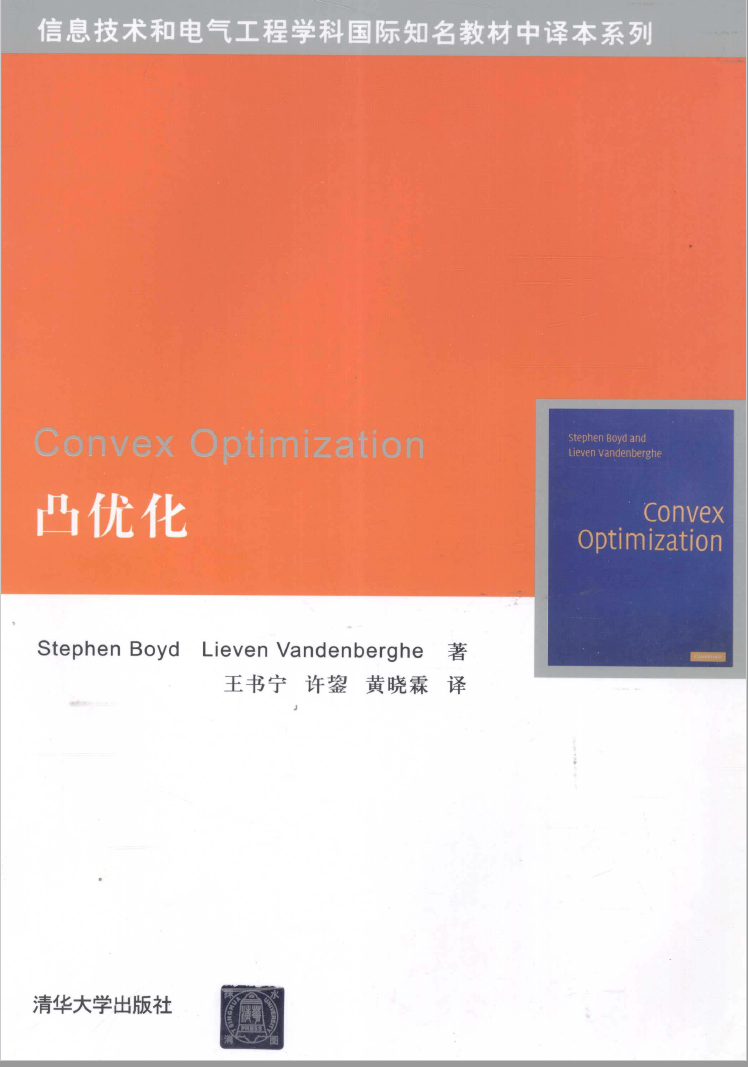 信息技术和电气工程学科国际知名教材中译本系列
Convex Optimization
凸优化
Stephen Boyd and
Lieven Vandenberghe
Convex
Optimization
Stephen Boyd Lieven Vandenberghe 著
王书宁 许鋆 黄晓霖 译
清华大学出版社